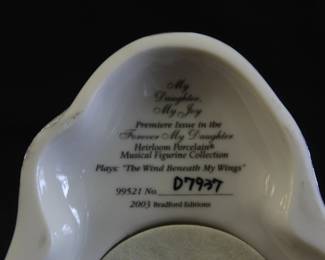 My
Daughter,
My Joy
Premiere Issue in the
Forever My Daughter
Heirloom Porcelain®
Musical Figurine Collection
Plays: "The Wind Beneath My Wings"
99521 No. D7937
2003 Bradford Editions